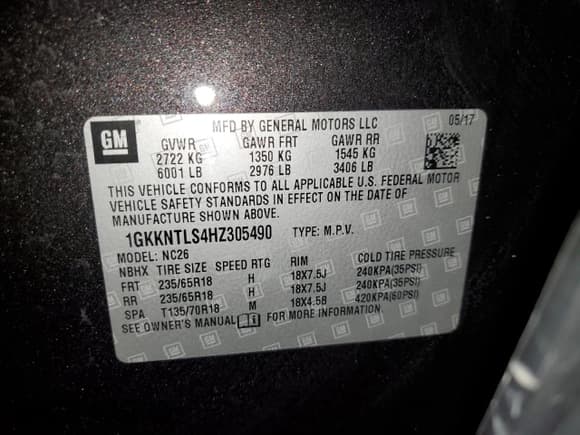 GM
MFD BY GENERAL MOTORS LLC 05/17
GVWR GAWR FRT GAWR RR
2722 KG 1350 KG 1545 KG
6001 LB 2976 LB 3406 LB
THIS VEHICLE CONFORMS TO ALL APPLICABLE U.S. FEDERAL MOTOR
VEHICLE SAFETY STANDARDS IN EFFECT ON THE DATE OF
MANUFACTURE SHOWN ABOVE.
1GKKNTLS4HZ305490 TYPE: M.P.V.
MODEL: NC26
NBHX TIRE SIZE SPEED RTG RIM COLD TIRE PRESSURE
FRT 235/65R18 H 18X7.5J 240KPA(35PSI)
RR 235/65R18 H 18X7.5J 240KPA(35PSI)
SPA T135/70R18 M 18X4.5B 420KPA(60PSI)
SEE OWNER'S MANUAL FOR MORE INFORMATION